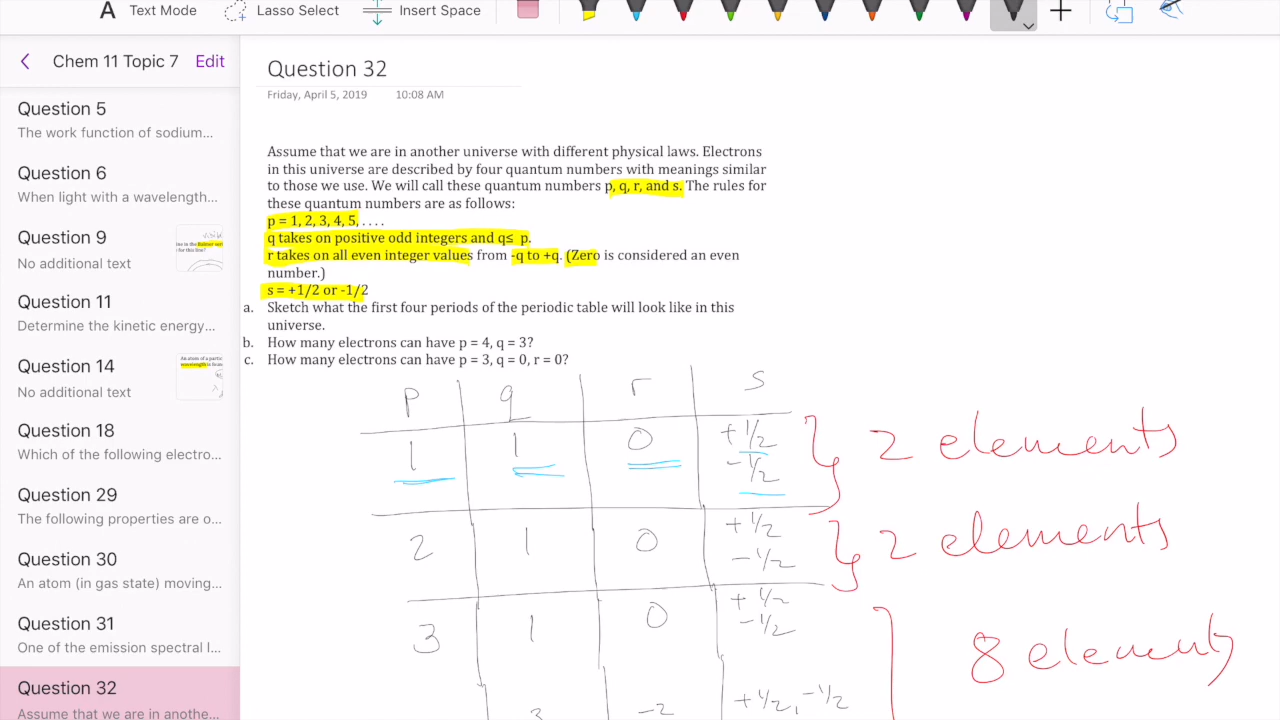 Text Mode Lasso Select Insert Space
Chem 11 Topic 7 Edit
Question 5
The work function of sodium...
Question 6
When light with a wavelength...
Question 9
No additional text
Question 11
Determine the kinetic energy...
Question 14
No additional text
Question 18
Which of the following electro...
Question 29
The following properties are o...
Question 30
An atom (in gas state) moving...
Question 31
One of the emission spectral l...
Question 32
Assume that we are in anothe...
Question 32
Friday, April 5, 2019 10:08 AM
Assume that we are in another universe with different physical laws. Electrons
in this universe are described by four quantum numbers with meanings similar
to those we use. We will call these quantum numbers p, q, r, and s. The rules for
these quantum numbers are as follows:
p = 1, 2, 3, 4, 5, . . . .
q takes on positive odd integers and q≤ p.
r takes on all even integer values from -q to +q. (Zero is considered an even
number.)
s = +1/2 or -1/2
a. Sketch what the first four periods of the periodic table will look like in this
universe.
b. How many electrons can have p = 4, q = 3?
c. How many electrons can have p = 3, q = 0, r = 0?
p q r s
1 1 0 +1/2
-1/2 2 elements
2 1 0 +1/2
-1/2 2 elements
3 1 0 +1/2
-1/2
8 elements
3 -2 +1/2, -1/2